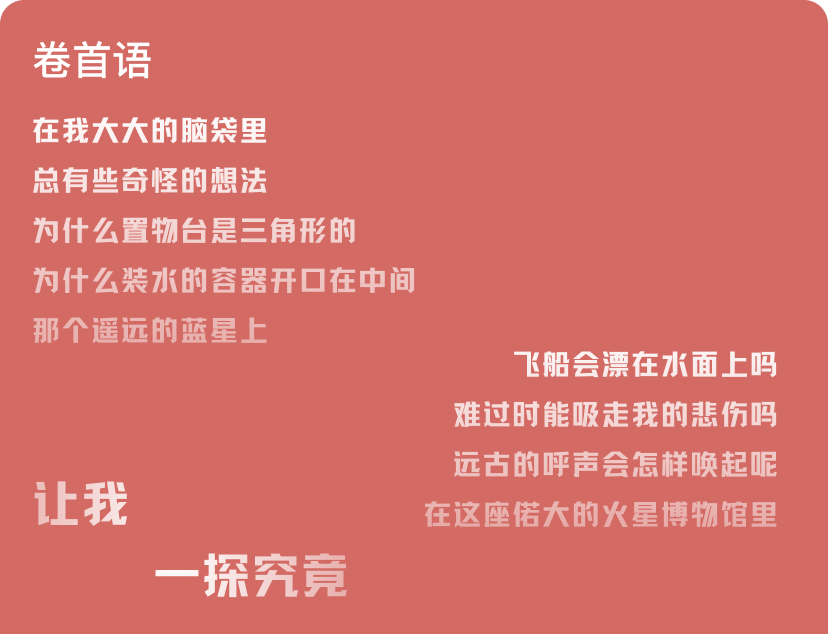 卷首语
在我大大的脑袋里
总有些奇怪的想法
为什么置物台是三角形的
为什么装水的容器开口在中间
那个遥远的蓝星上
飞船会漂在水面上吗
难过时能吸走我的悲伤吗
远古的呼声会怎样唤起呢
在这座偌大的火星博物馆里
让我
一探究竟